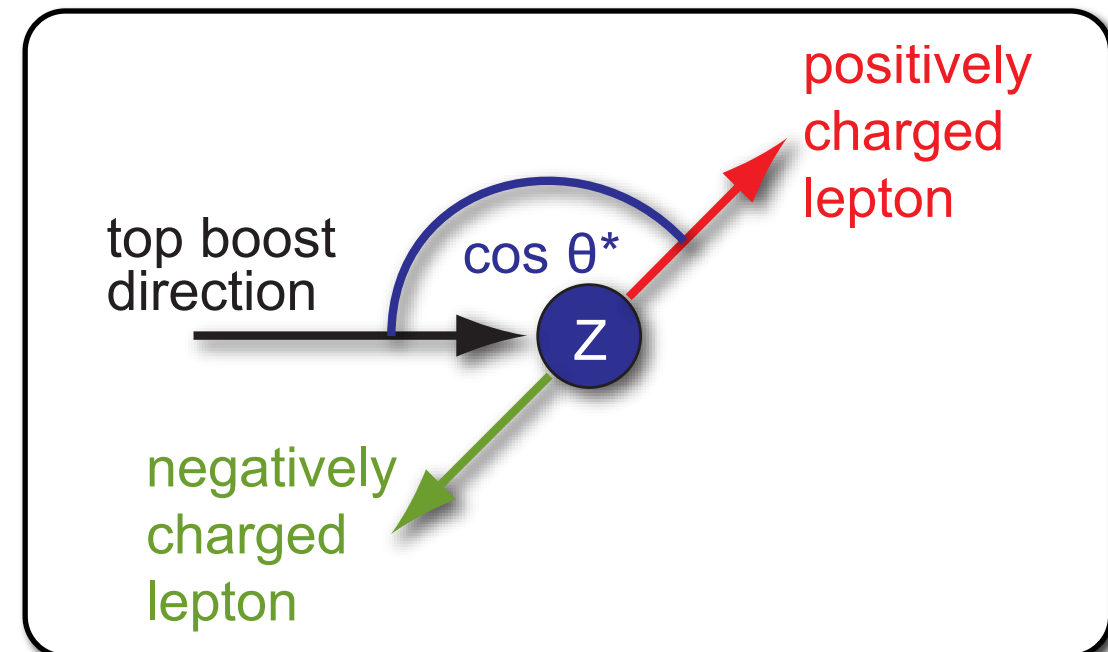 positively
charged
lepton
top boost
direction
cos θ*
Z
negatively
charged
lepton